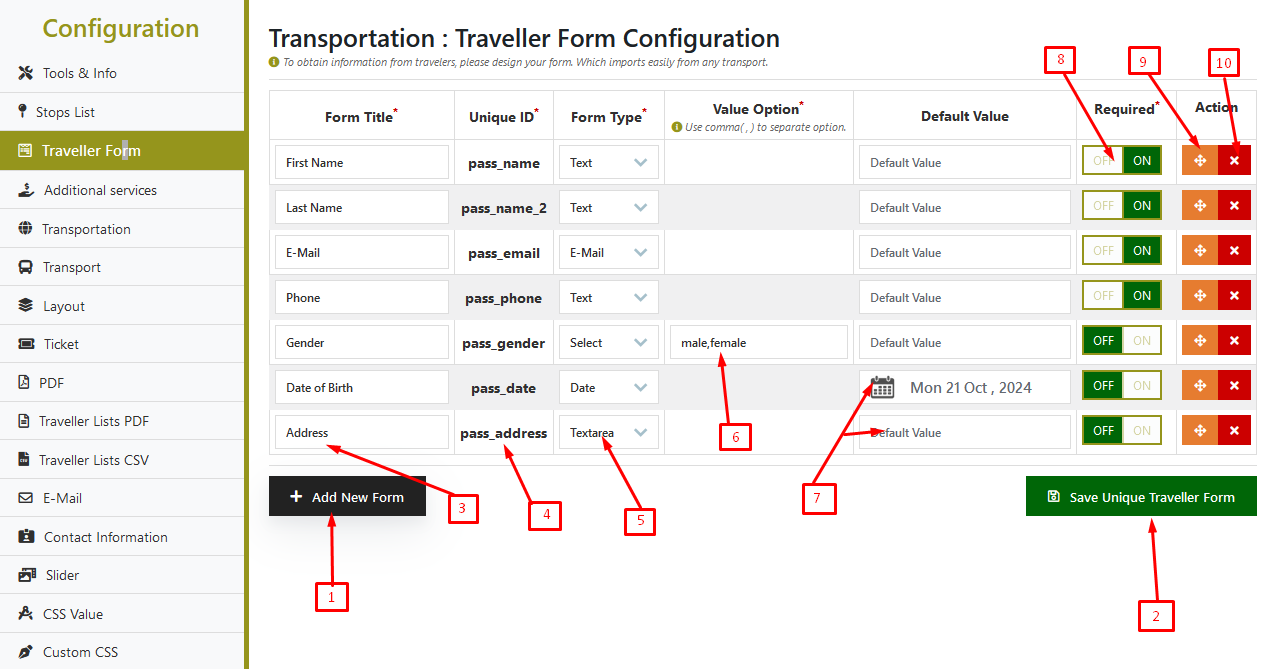 Configuration
Tools & Info
Stops List
Traveller Form
Additional services
Transportation
Transport
Layout
Ticket
PDF
Traveller Lists PDF
Traveller Lists CSV
E-Mail
Contact Information
Slider
CSS Value
Custom CSS
Transportation : Traveller Form Configuration
To obtain information from travelers, please design your form. Which imports easily from any transport.
8 9 10
Form Title* Unique ID* Form Type* Value Option* Default Value Required* Action
Use comma( , ) to separate option.
First Name pass_name Text Default Value OFF ON
Last Name pass_name_2 Text Default Value OFF ON
E-Mail pass_email E-Mail Default Value OFF ON
Phone pass_phone Text Default Value OFF ON
Gender pass_gender Select male,female Default Value OFF ON
Date of Birth pass_date Date Mon 21 Oct , 2024 OFF ON
Address pass_address Textarea Default Value OFF ON
6
Add New Form 3 4 5 7 Save Unique Traveller Form
1 2